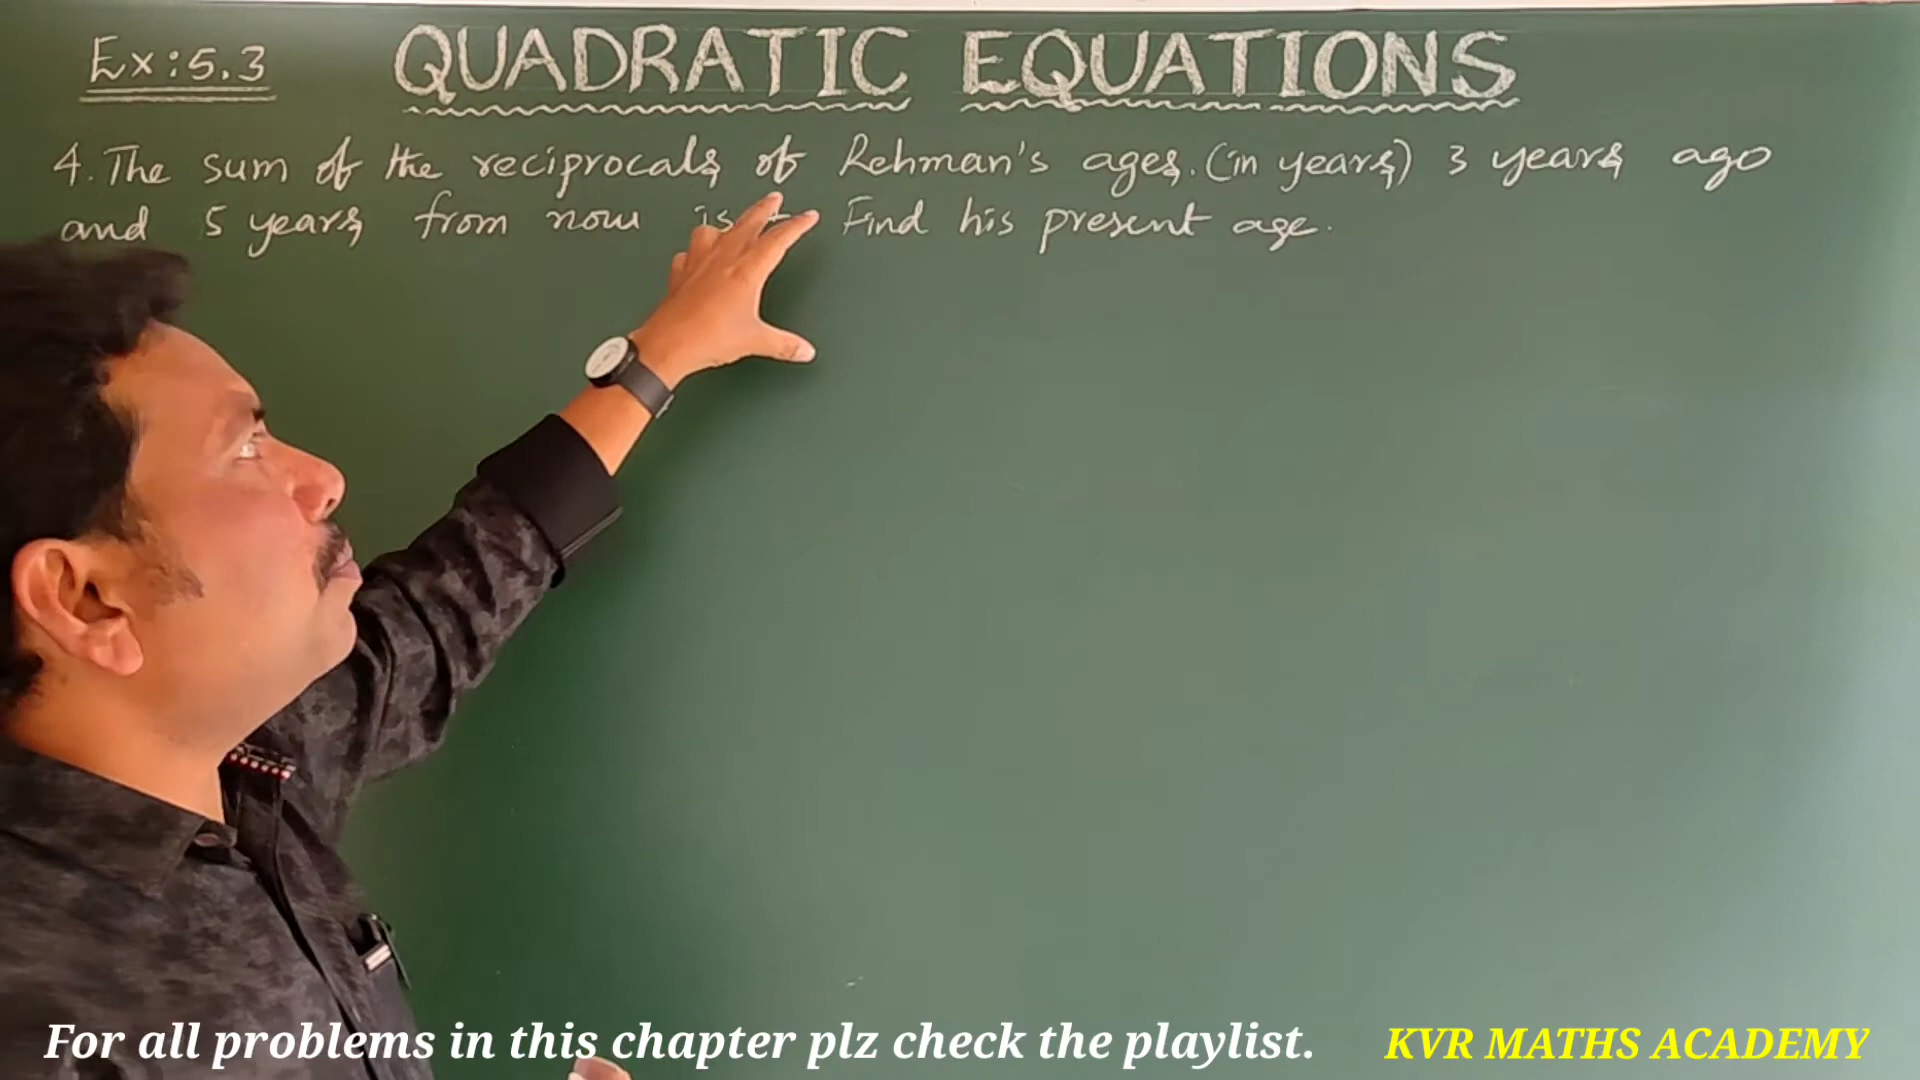 Ex:5.3 QUADRATIC EQUATIONS
4. The sum of the reciprocals of Rehman's ages. (in years) 3 years ago
and 5 years from now is Find his present age.
For all problems in this chapter plz check the playlist. KVR MATHS ACADEMY